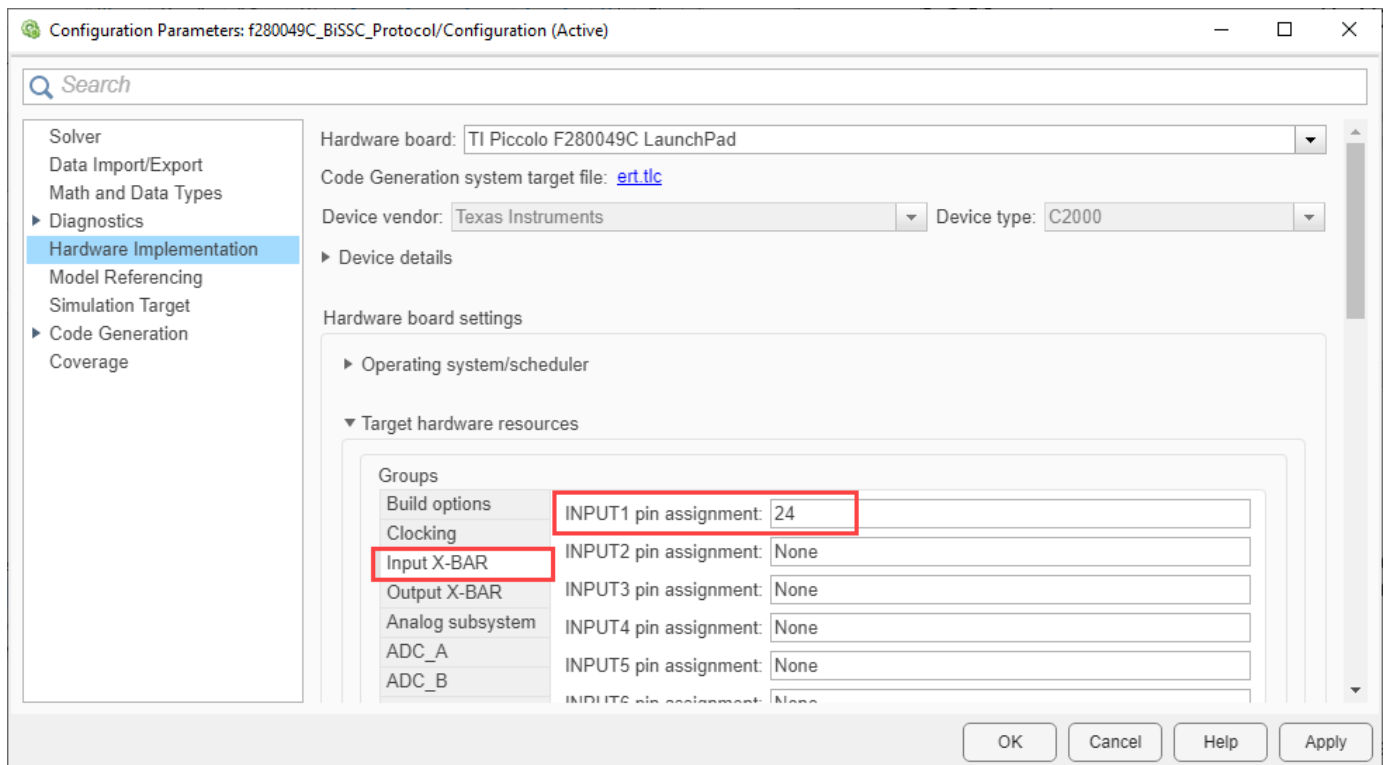 Configuration Parameters: f280049C_BiSSC_Protocol/Configuration (Active)
Search
Solver
Data Import/Export
Math and Data Types
Diagnostics
Hardware Implementation
Model Referencing
Simulation Target
Code Generation
Coverage
Hardware board: TI Piccolo F280049C LaunchPad
Code Generation system target file: ert.tlc
Device vendor: Texas Instruments Device type: C2000
Device details
Hardware board settings
Operating system/scheduler
Target hardware resources
Groups
Build options
Clocking
Input X-BAR
Output X-BAR
Analog subsystem
ADC_A
ADC_B
INPUT1 pin assignment: 24
INPUT2 pin assignment: None
INPUT3 pin assignment: None
INPUT4 pin assignment: None
INPUT5 pin assignment: None
INPUT6 pin assignment: None
OK Cancel Help Apply